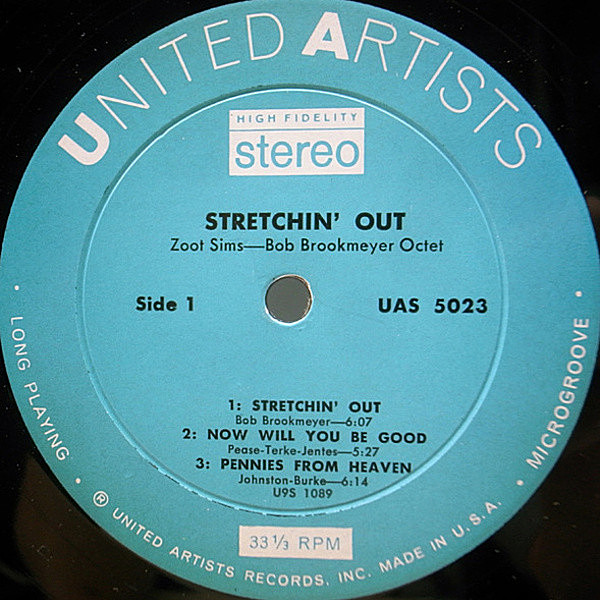 UNITED ARTISTS
HIGH FIDELITY
stereo
STRETCHIN' OUT
Zoot Sims—Bob Brookmeyer Octet
Side 1
UAS 5023
1: STRETCHIN' OUT
Bob Brookmeyer—6:07
2: NOW WILL YOU BE GOOD
Pease-Terke-Jentes—5:27
3: PENNIES FROM HEAVEN
Johnston-Burke—6:14
U9S 1089
33 1/3 RPM
• LONG PLAYING • ® UNITED ARTISTS RECORDS, INC. MADE IN U.S.A. • MICROGROOVE •